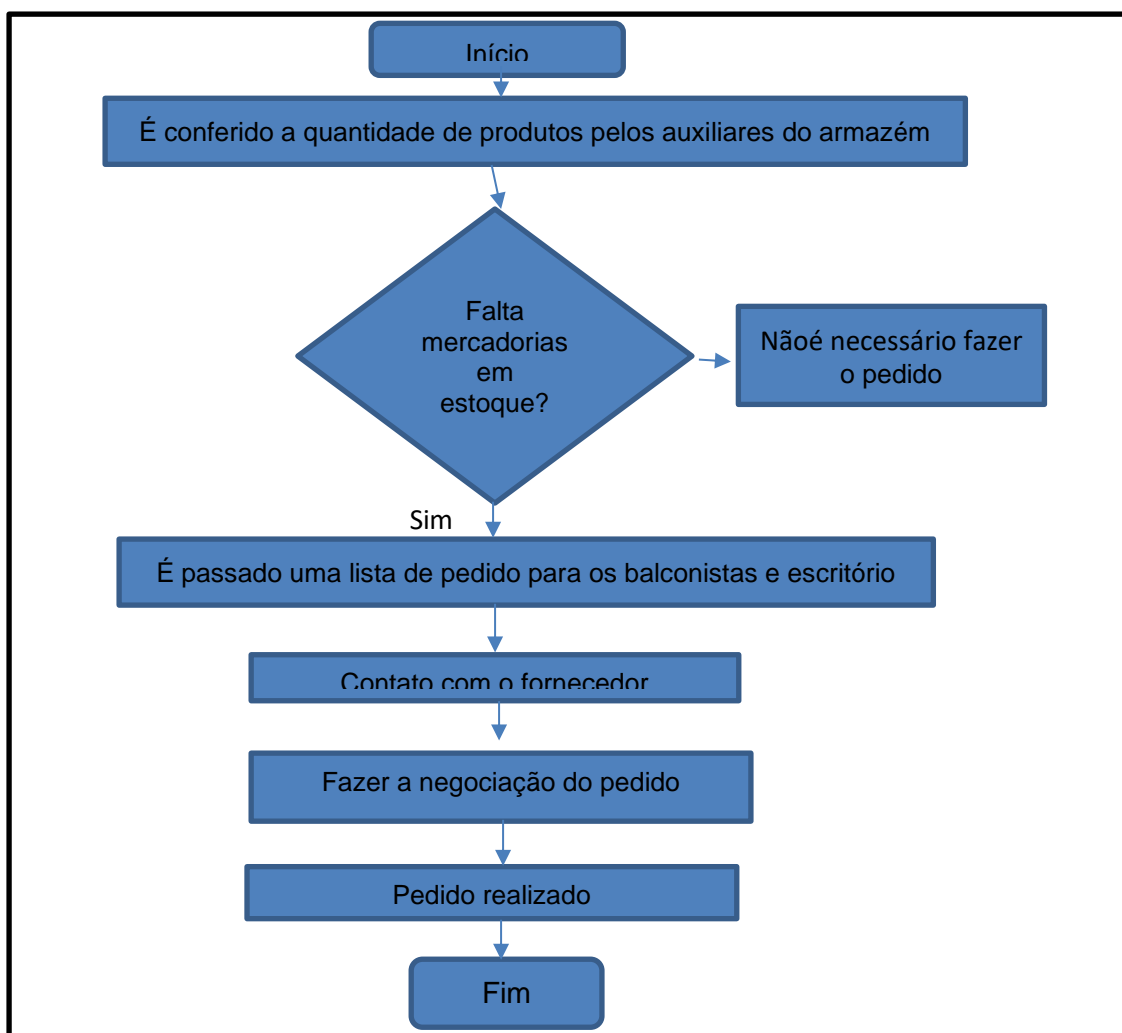 Início
É conferido a quantidade de produtos pelos auxiliares do armazém
Falta
mercadorias
em
estoque?
Nãoé necessário fazer
o pedido
Sim
É passado uma lista de pedido para os balconistas e escritório
Contato com o fornecedor
Fazer a negociação do pedido
Pedido realizado
Fim